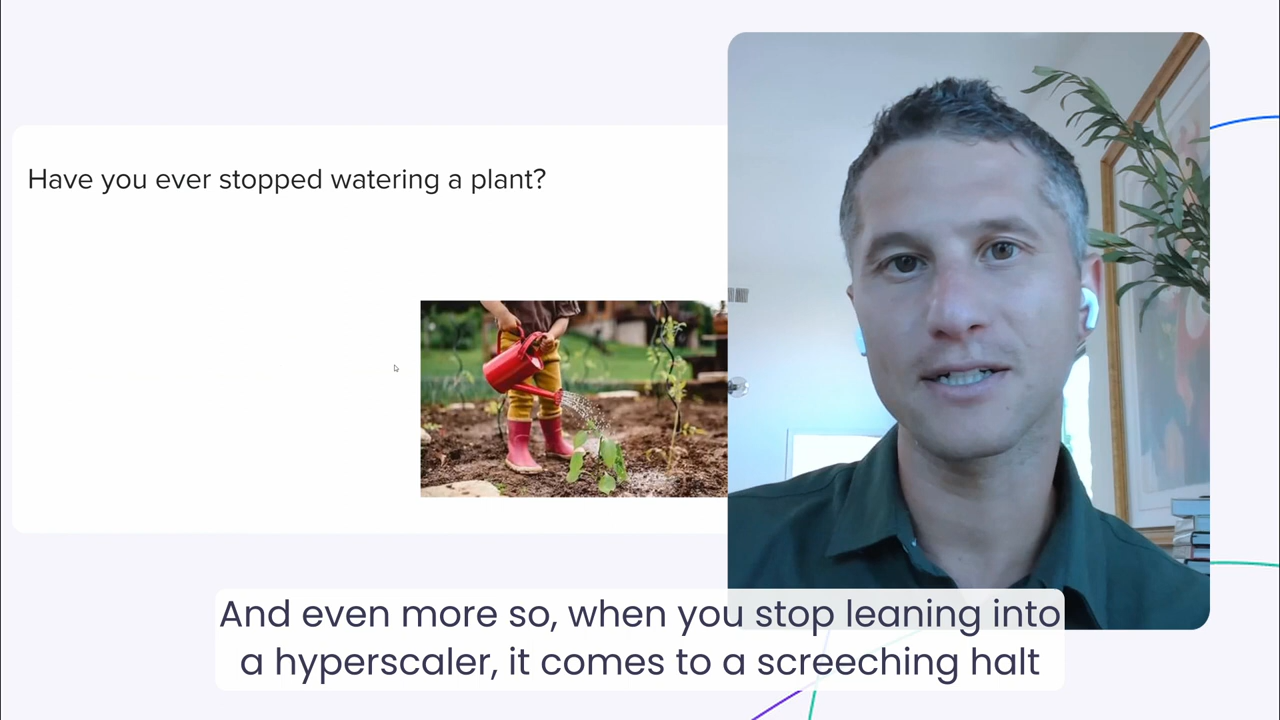 Have you ever stopped watering a plant?
And even more so, when you stop leaning into
a hyperscaler, it comes to a screeching halt